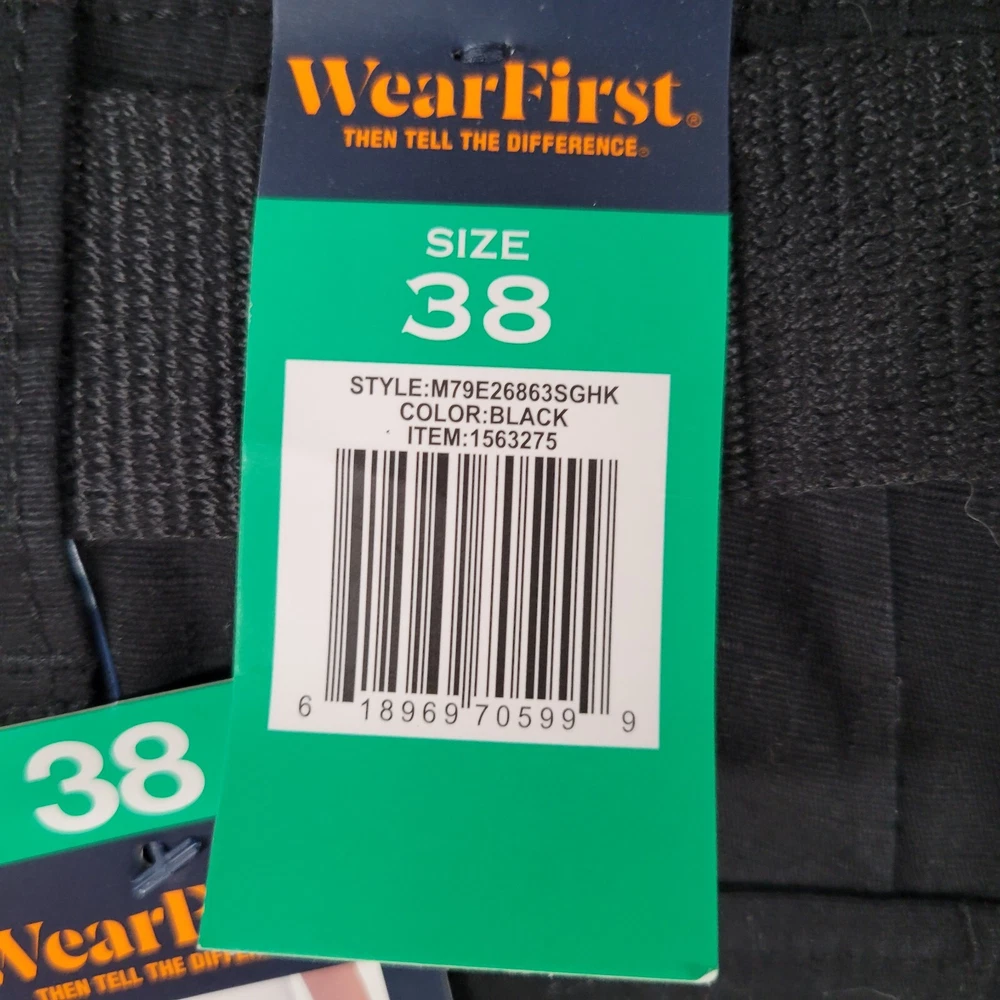 WearFirst®
THEN TELL THE DIFFERENCE®
SIZE
38
STYLE:M79E26863SGHK
COLOR:BLACK
ITEM:1563275
6 18969 70599 9
38
THEN TELL THE